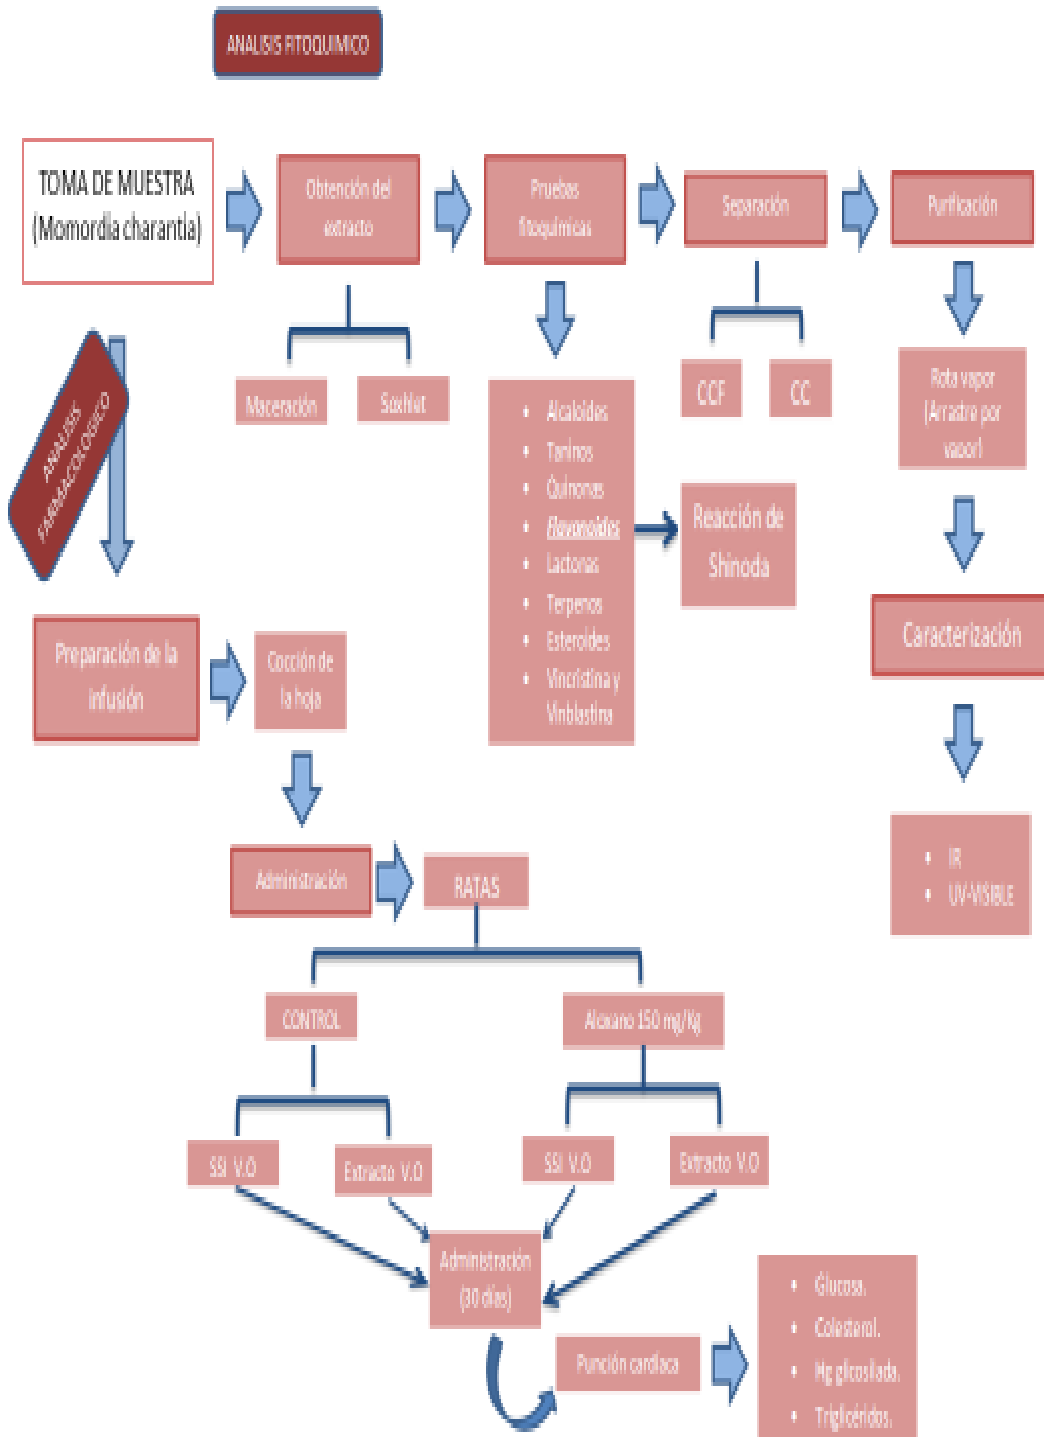 ANALISIS FITOQUIMICO
TOMA DE MUESTRA
(Momordia charantia)
Obtención del
extracto
Pruebas
fitoquímicas
Separación
Purificación
Maceración
Soxhlet
CCF
CC
Rota vapor
(Arrastre por
vapor)
ANALISIS
FARMACOLOGICO
• Alcaloides
• Taninos
• Quinonas
• Flavonoides
• Lactonas
• Terpenos
• Esteroides
• Vincristina y
Vinblastina
Reacción de
Shinoda
Caracterización
• IR
• UV-VISIBLE
Preparación de la
infusión
Cocción de
la hoja
Administración
RATAS
CONTROL
Aloxano 150 mg/Kg
SSI V.O
Extracto V.O
SSI V.O
Extracto V.O
Administración
(30 días)
Punción cardíaca
• Glucosa.
• Colesterol.
• Hg glicosilada.
• Triglicéridos.